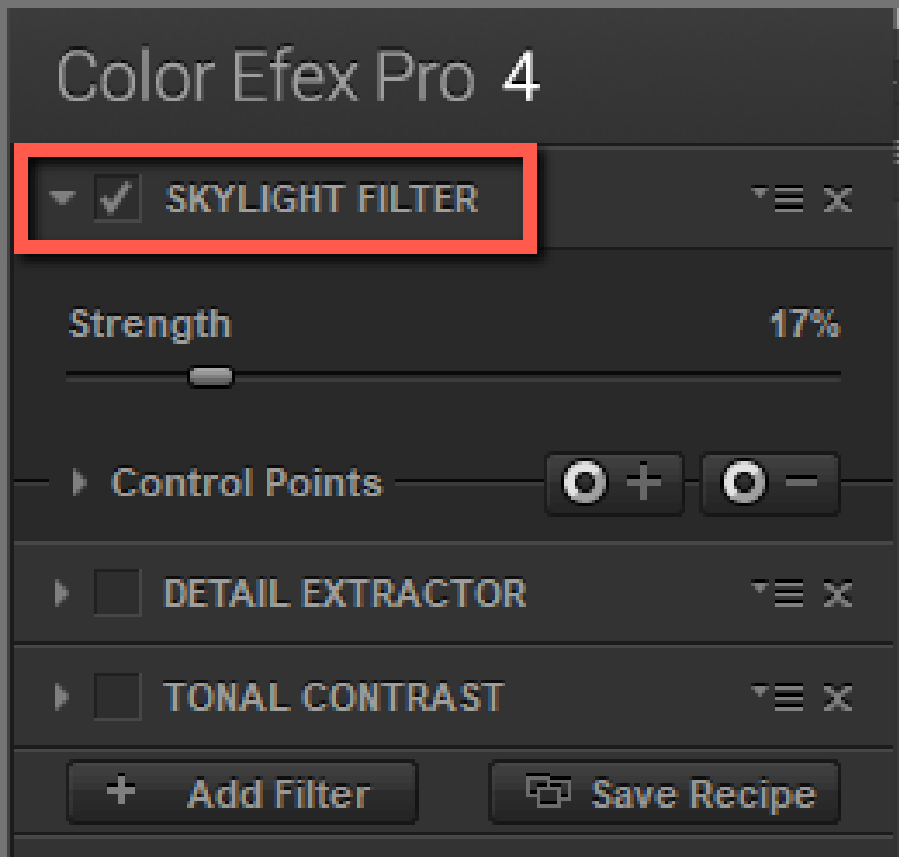 Color Efex Pro 4
SKYLIGHT FILTER
Strength 17%
Control Points
DETAIL EXTRACTOR
TONAL CONTRAST
Add Filter Save Recipe